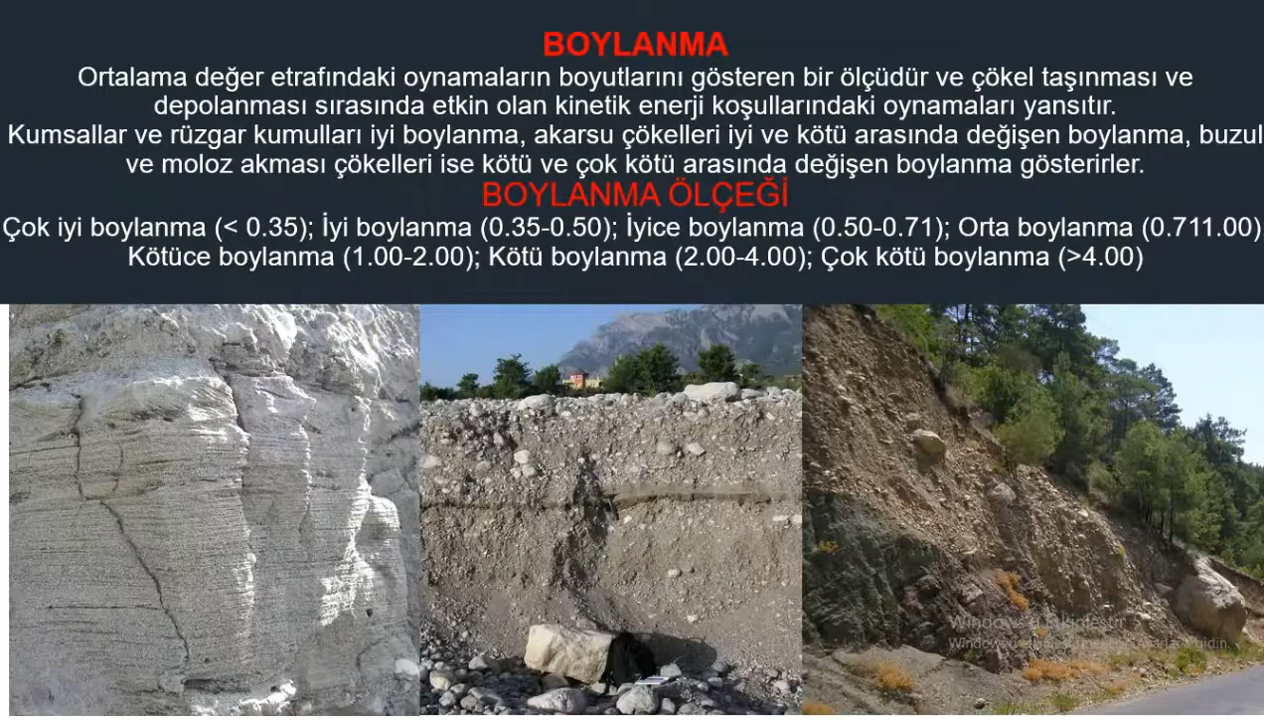 BOYLANMA
Ortalama değer etrafındaki oynamaların boyutlarını gösteren bir ölçüdür ve çökel taşınması ve
depolanması sırasında etkin olan kinetik enerji koşullarındaki oynamaları yansıtır.
Kumsallar ve rüzgar kumulları iyi boylanma, akarsu çökelleri iyi ve kötü arasında değişen boylanma, buzul
ve moloz akması çökelleri ise kötü ve çok kötü arasında değişen boylanma gösterirler.
BOYLANMA ÖLÇEĞİ
Çok iyi boylanma (< 0.35); İyi boylanma (0.35-0.50); İyice boylanma (0.50-0.71); Orta boylanma (0.711.00)
Kötüce boylanma (1.00-2.00); Kötü boylanma (2.00-4.00); Çok kötü boylanma (>4.00)
Windows'u Etkinleştir
Windows'u gidin.